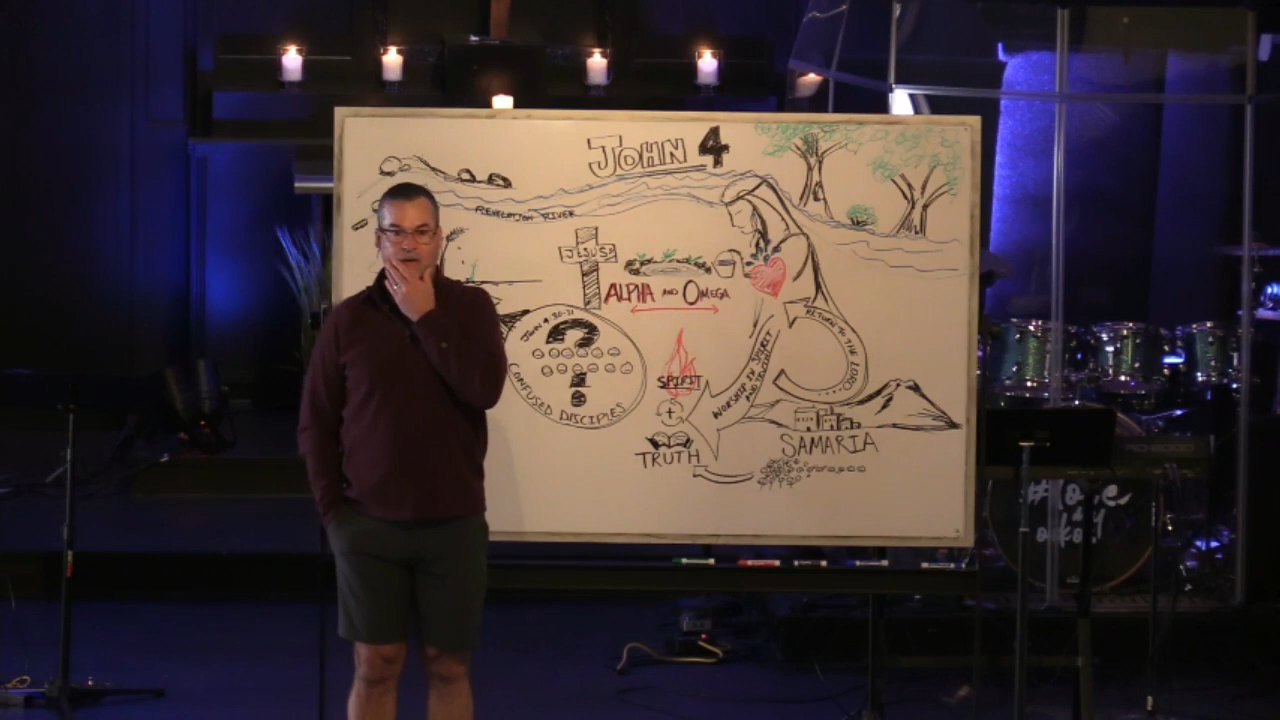 JOHN 4
REVELATION RIVER
JESUS
ALPHA AND OMEGA
JOHN 4:30-31
?
CONFUSED DISCIPLES
SPIRIT
+
TRUTH
WORSHIP IN SPIRIT
AND TRUTH
RETURN TO THE LORD...
SAMARIA